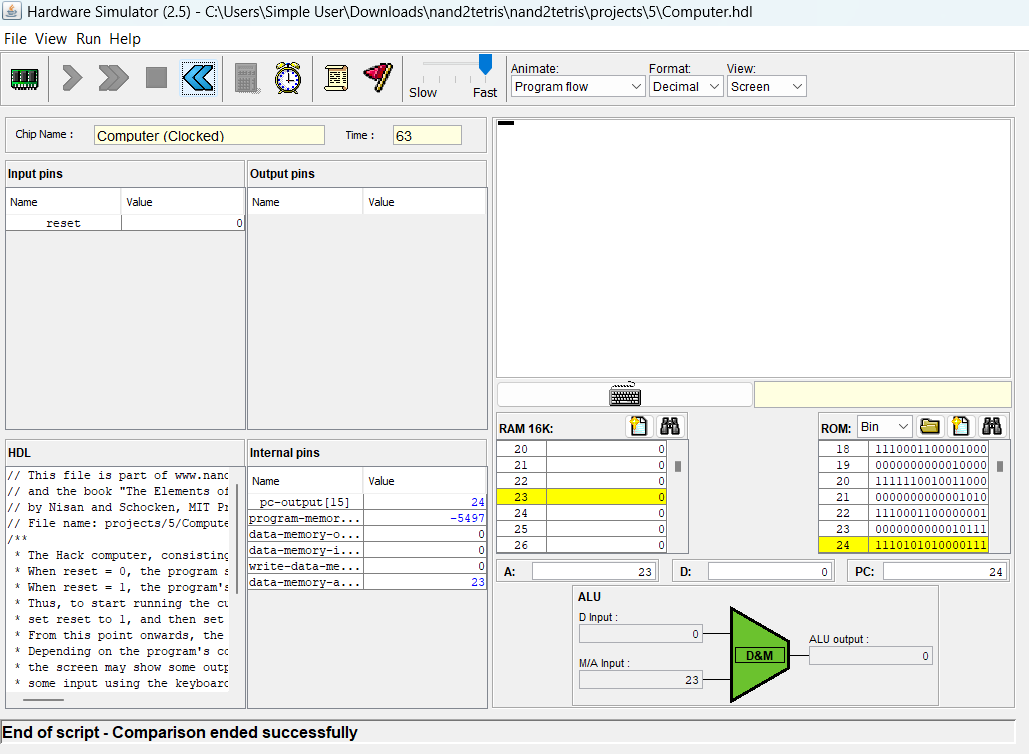 Hardware Simulator (2.5) - C:\Users\Simple User\Downloads\nand2tetris\nand2tetris\projects\5\Computer.hdl
File View Run Help
Slow Fast
Animate: Format: View:
Program flow Decimal Screen
Chip Name : Computer (Clocked) Time : 63
Input pins
Name Value
reset 0
Output pins
Name Value
HDL
// This file is part of www.nand
// and the book "The Elements of
// by Nisan and Schocken, MIT Pr
// File name: projects/5/Compute
/**
* The Hack computer, consisting
* When reset = 0, the program s
* When reset = 1, the program's
* Thus, to start running the cu
* set reset to 1, and then set
* From this point onwards, the
* Depending on the program's co
* the screen may show some outp
* some input using the keyboard
Internal pins
Name Value
pc-output[15] 24
program-memor... -5497
data-memory-o... 0
data-memory-i... 0
write-data-me... 0
data-memory-a... 23
RAM 16K:
20 0
21 0
22 0
23 0
24 0
25 0
26 0
ROM: Bin
18 1110001100001000
19 0000000000010000
20 1111110010011000
21 0000000000001010
22 1110001100000001
23 0000000000010111
24 1110101010000111
A: 23 D: 0 PC: 24
ALU
D Input :
0
M/A Input :
23
D&M
ALU output :
0
End of script - Comparison ended successfully